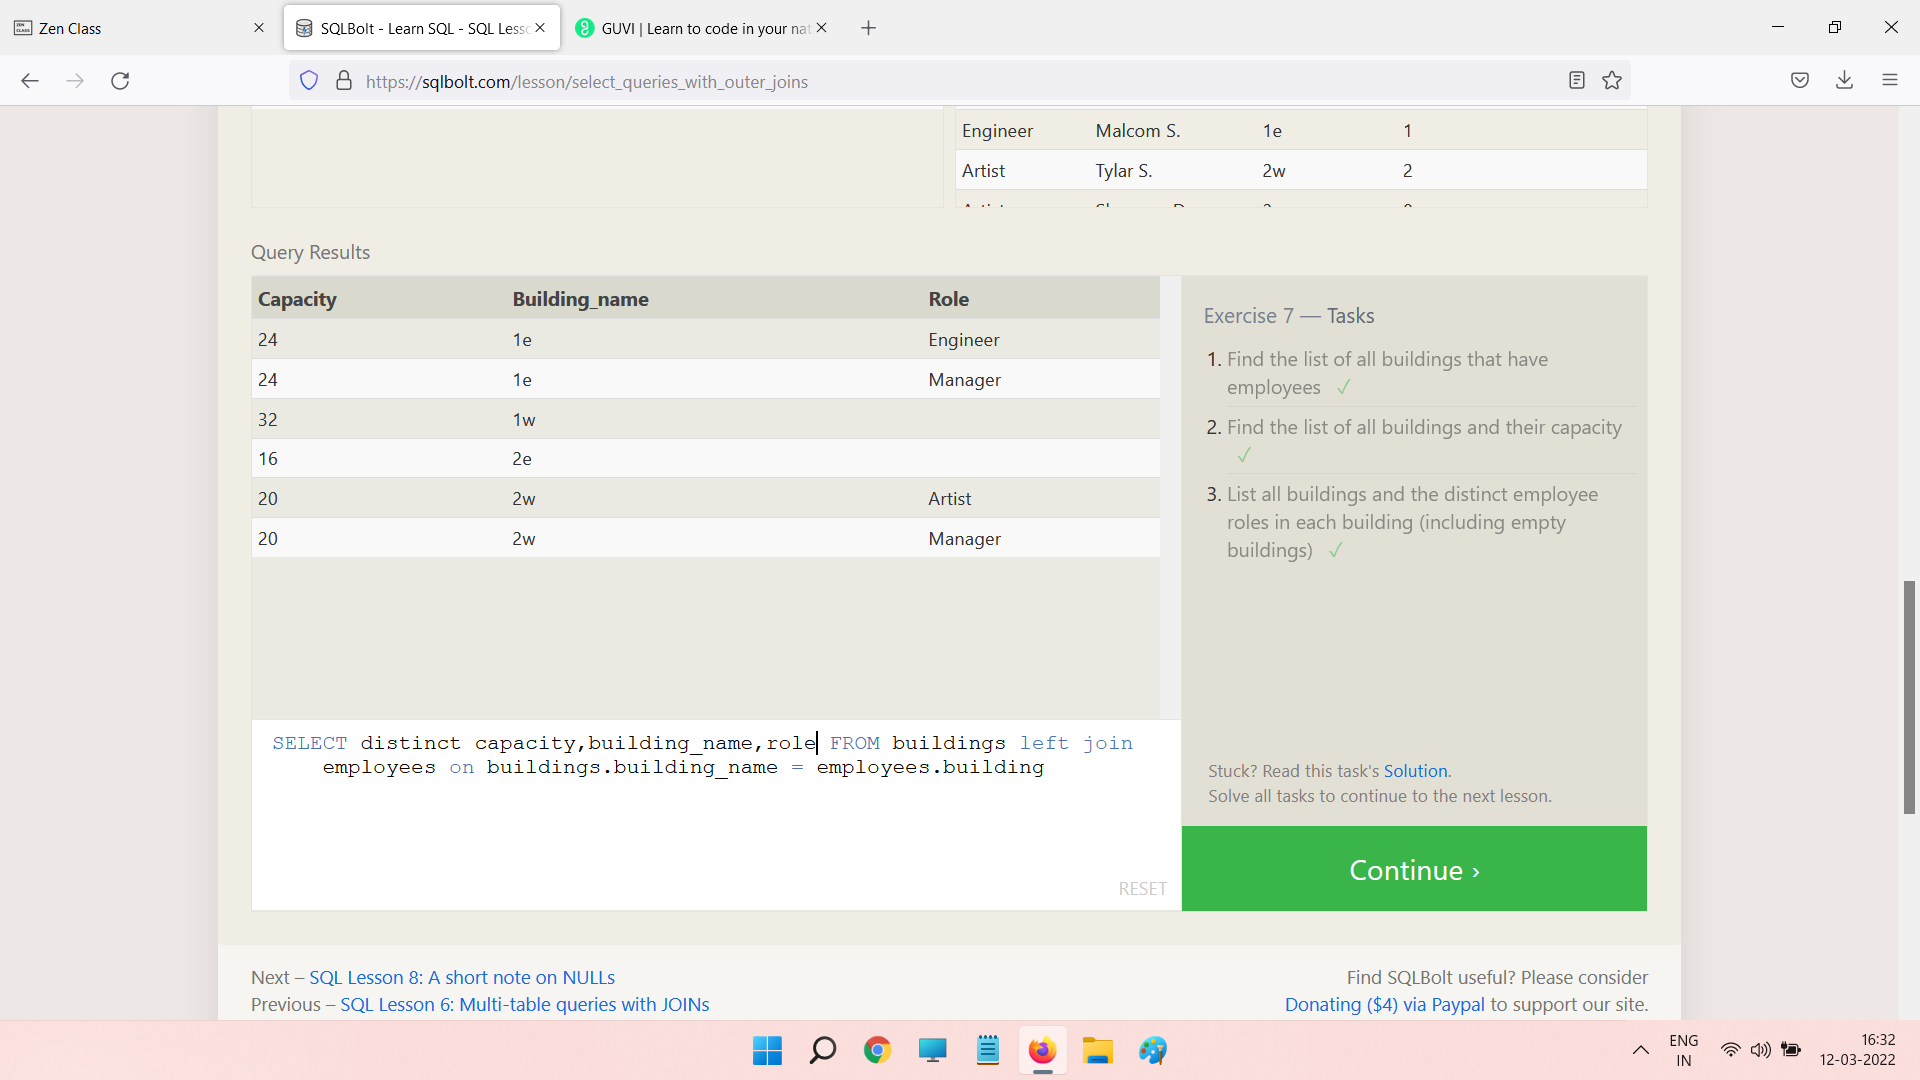 Zen Class
SQLBolt - Learn SQL - SQL Less
GUVI | Learn to code in your nat
https://sqlbolt.com/lesson/select_queries_with_outer_joins
Engineer Malcom S. 1e 1
Artist Tylar S. 2w 2
Query Results
Capacity Building_name Role
24 1e Engineer
24 1e Manager
32 1w
16 2e
20 2w Artist
20 2w Manager
Exercise 7 — Tasks
1. Find the list of all buildings that have
employees ✓
2. Find the list of all buildings and their capacity
✓
3. List all buildings and the distinct employee
roles in each building (including empty
buildings) ✓
SELECT distinct capacity,building_name,role FROM buildings left join
employees on buildings.building_name = employees.building
RESET
Stuck? Read this task's Solution.
Solve all tasks to continue to the next lesson.
Continue ›
Next – SQL Lesson 8: A short note on NULLs
Previous – SQL Lesson 6: Multi-table queries with JOINs
Find SQLBolt useful? Please consider
Donating ($4) via Paypal to support our site.
ENG
IN
16:32
12-03-2022